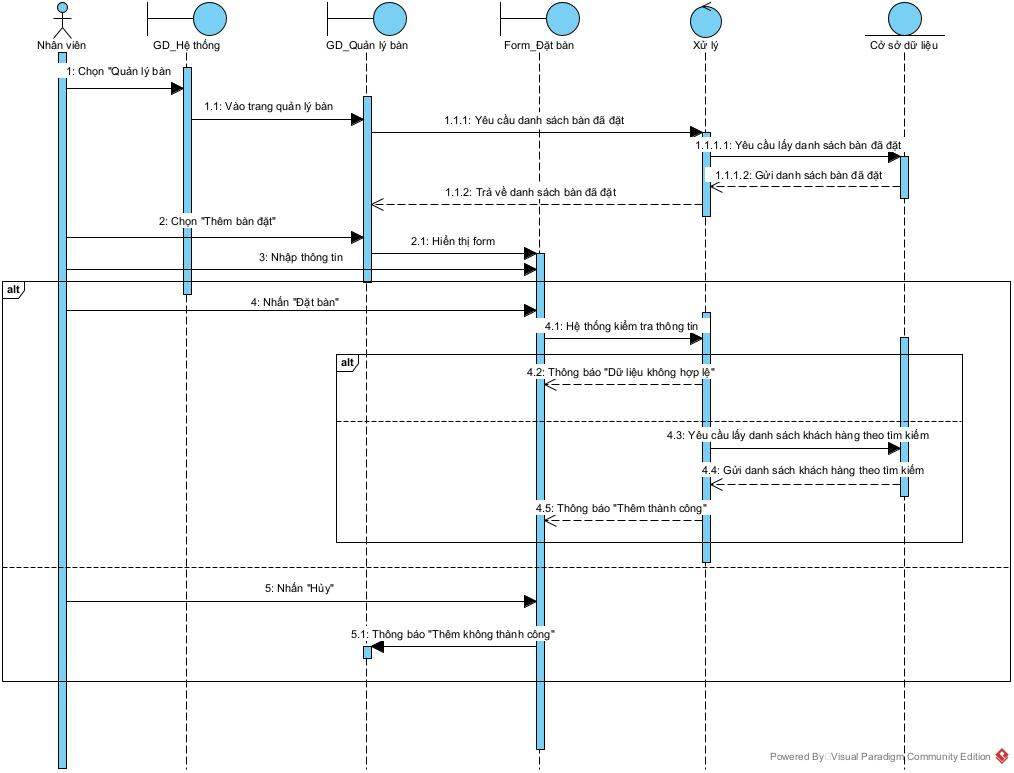 Nhân viên
GD_Hệ thống
GD_Quản lý bàn
Form_Đặt bàn
Xử lý
Cở sở dữ liệu
1: Chọn "Quản lý bàn
1.1: Vào trang quản lý bàn
1.1.1: Yêu cầu danh sách bàn đã đặt
1.1.1.1: Yêu cầu lấy danh sách bàn đã đặt
1.1.1.2: Gửi danh sách bàn đã đặt
1.1.2: Trả về danh sách bàn đã đặt
2: Chọn "Thêm bàn đặt"
2.1: Hiển thị form
3: Nhập thông tin
alt
4: Nhấn "Đặt bàn"
4.1: Hệ thống kiểm tra thông tin
alt
4.2: Thông báo "Dữ liệu không hợp lệ"
4.3: Yêu cầu lấy danh sách khách hàng theo tìm kiếm
4.4: Gửi danh sách khách hàng theo tìm kiếm
4.5: Thông báo "Thêm thành công"
5: Nhấn "Hủy"
5.1: Thông báo "Thêm không thành công"
Powered By Visual Paradigm Community Edition